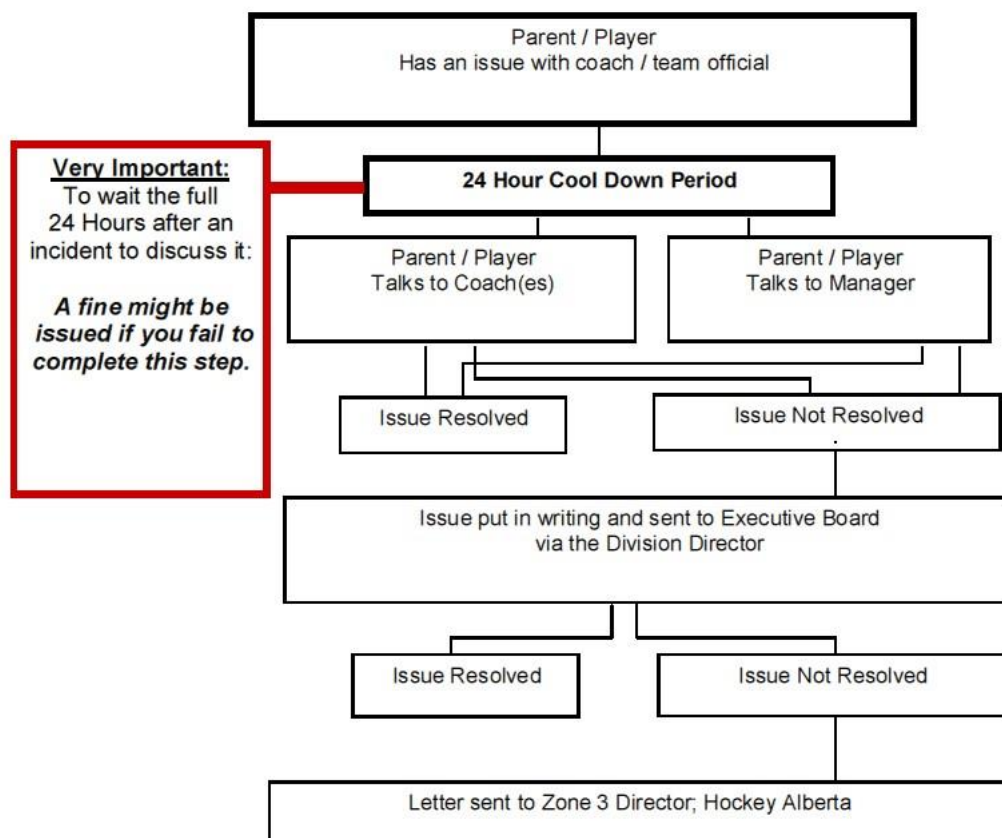 Parent / Player
Has an issue with coach / team official
Very Important:
To wait the full
24 Hours after an
incident to discuss it:
A fine might be
issued if you fail to
complete this step.
24 Hour Cool Down Period
Parent / Player
Talks to Coach(es)
Parent / Player
Talks to Manager
Issue Resolved
Issue Not Resolved
Issue put in writing and sent to Executive Board
via the Division Director
Issue Resolved
Issue Not Resolved
Letter sent to Zone 3 Director; Hockey Alberta